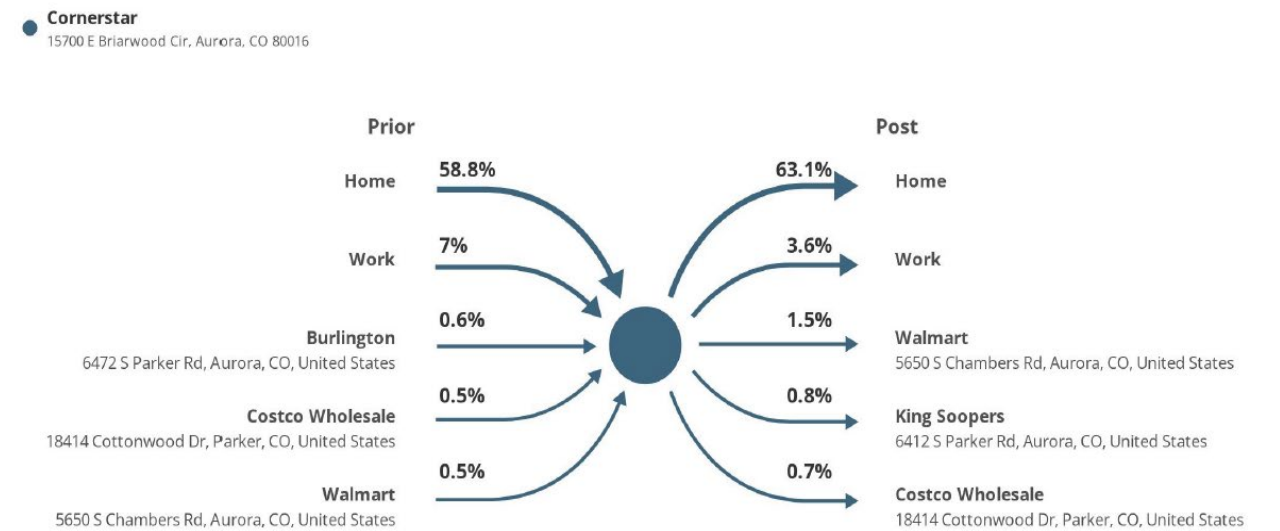 Cornerstar
15700 E Briarwood Cir, Aurora, CO 80016
Prior
Post
58.8%
Home
63.1%
Home
7%
Work
3.6%
Work
0.6%
Burlington
6472 S Parker Rd, Aurora, CO, United States
1.5%
Walmart
5650 S Chambers Rd, Aurora, CO, United States
0.5%
Costco Wholesale
18414 Cottonwood Dr, Parker, CO, United States
0.8%
King Soopers
6412 S Parker Rd, Aurora, CO, United States
0.5%
Walmart
5650 S Chambers Rd, Aurora, CO, United States
0.7%
Costco Wholesale
18414 Cottonwood Dr, Parker, CO, United States